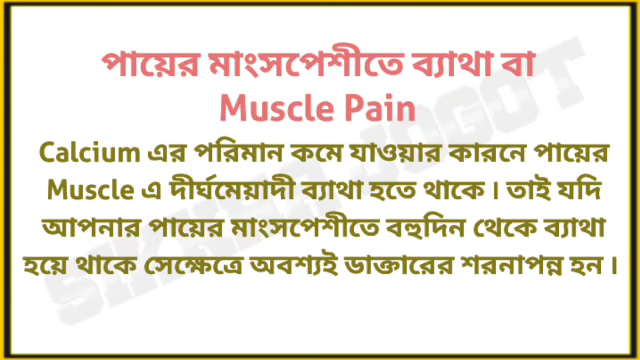 পায়ের মাংসপেশীতে ব্যাথা বা
Muscle Pain
Calcium এর পরিমান কমে যাওয়ার কারনে পায়ের
Muscle এ দীর্ঘমেয়াদী ব্যাথা হতে থাকে । তাই যদি
আপনার পায়ের মাংসপেশীতে বহুদিন থেকে ব্যাথা
হয়ে থাকে সেক্ষেত্রে অবশ্যই ডাক্তারের শরনাপন্ন হন ।